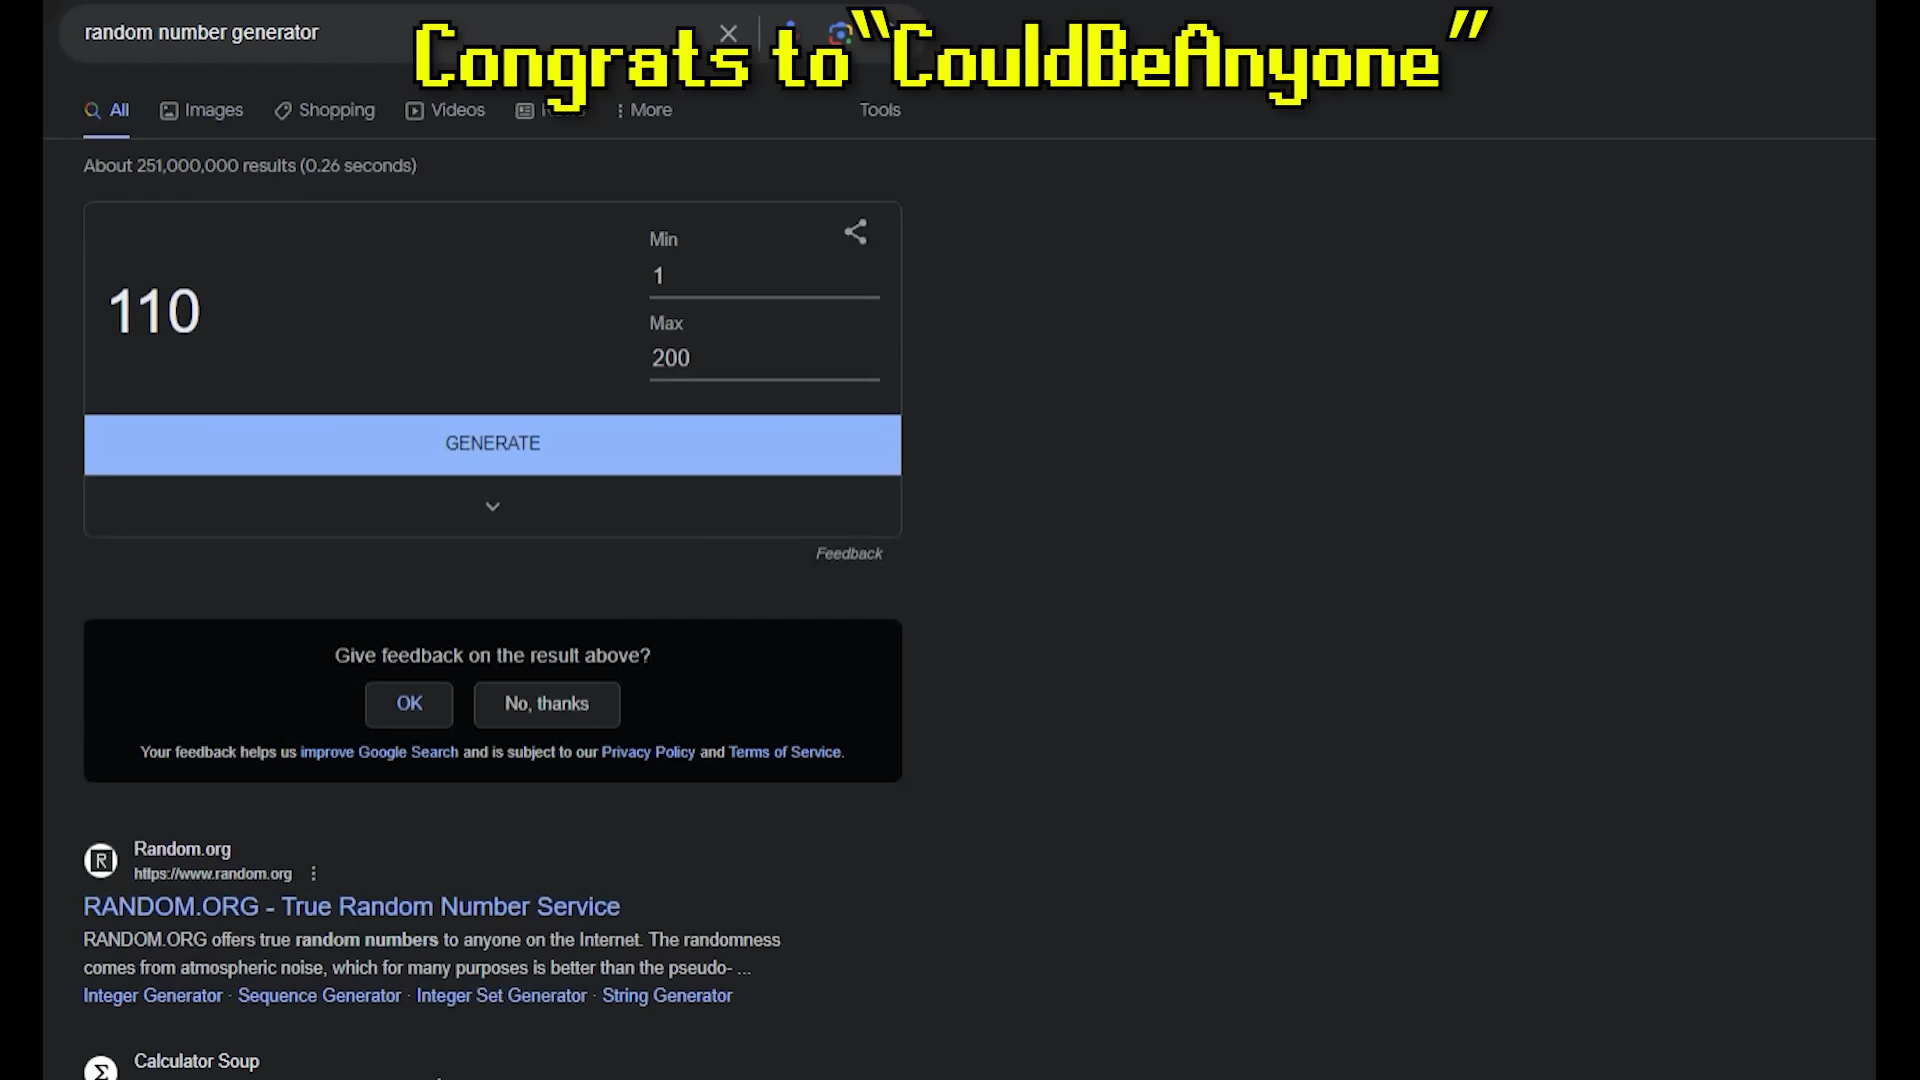 random number generator
Congrats to “CouldBeAnyone”
All Images Shopping Videos More Tools
About 251,000,000 results (0.26 seconds)
Min
1
110
Max
200
GENERATE
Feedback
Give feedback on the result above?
OK No, thanks
Your feedback helps us improve Google Search and is subject to our Privacy Policy and Terms of Service.
Random.org
https://www.random.org
RANDOM.ORG - True Random Number Service
RANDOM.ORG offers true random numbers to anyone on the Internet. The randomness
comes from atmospheric noise, which for many purposes is better than the pseudo- ...
Integer Generator · Sequence Generator · Integer Set Generator · String Generator
Calculator Soup